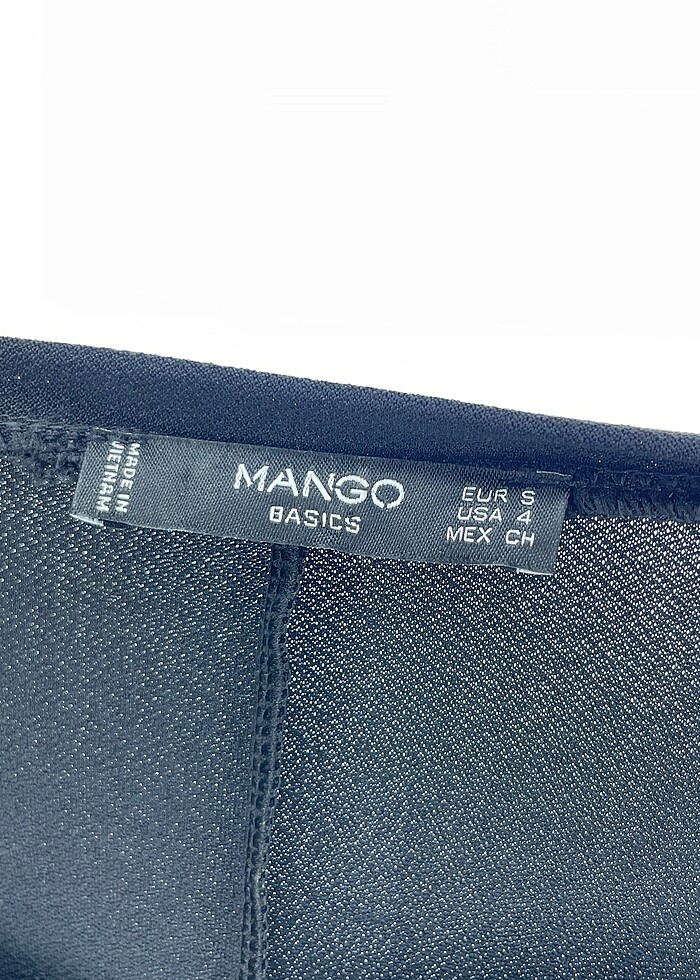 MADE IN
VIETNAM
MANGO
BASICS
EUR S
USA 4
MEX CH